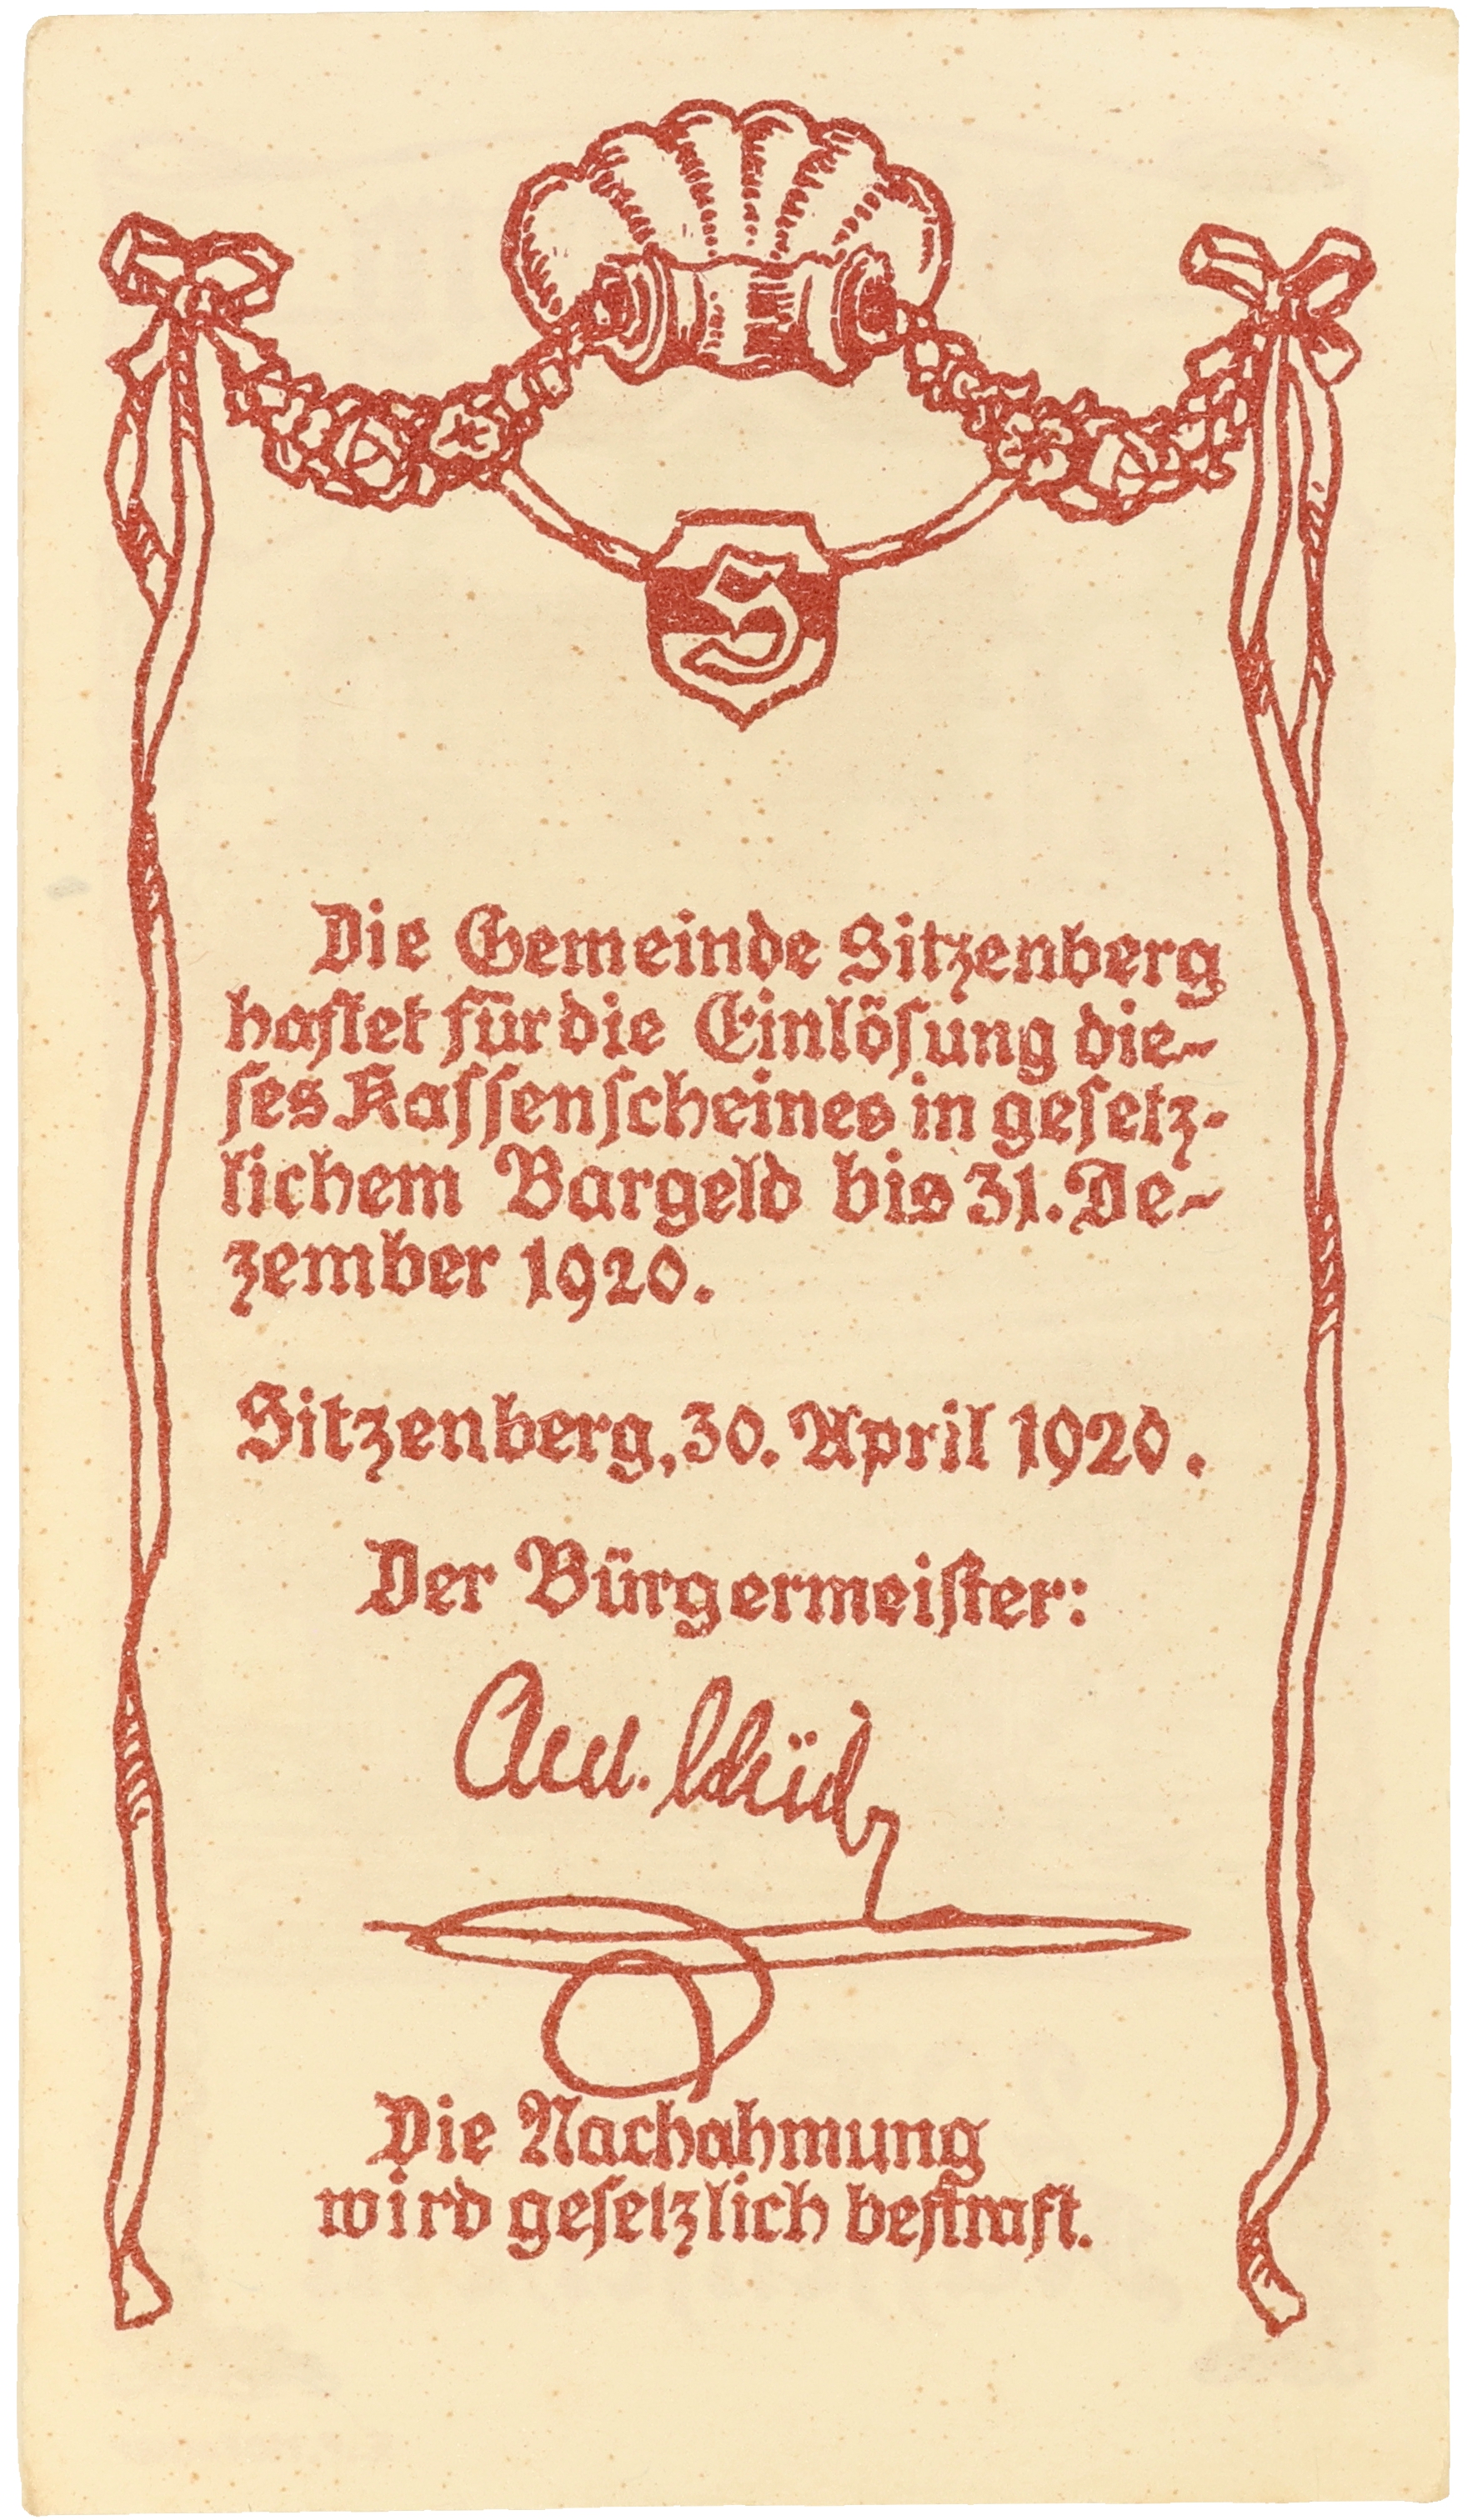 S
Die Gemeinde Sitzenberg
haftet für die Einlösung die-
ses Kassenscheines in gesetz-
lichem Bargeld bis 31. De-
zember 1920.
Sitzenberg, 30. April 1920.
Der Bürgermeister:
Die Nachahmung
wird gesetzlich bestraft.